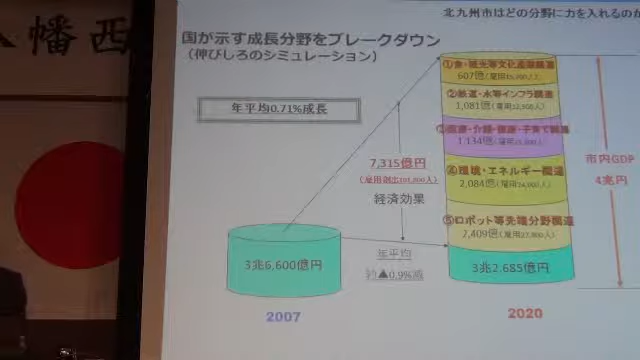 幡西
北九州市はどの分野に力を入れるのか
国が示す成長分野をブレークダウン
（伸びしろのシミュレーション）
年平均0.71%成長
①食・観光等文化産業関連
607億
②鉄道・水等インフラ関連
1,081億
③医療・介護・健康・子育て関連
1,134億
④環境・エネルギー関連
2,084億
⑤ロボット等先端分野関連
2,409億
7,315億円
経済効果
市内GDP
4兆円
3兆6,600億円
年平均
約▲0.9%減
3兆2,685億円
2007
2020